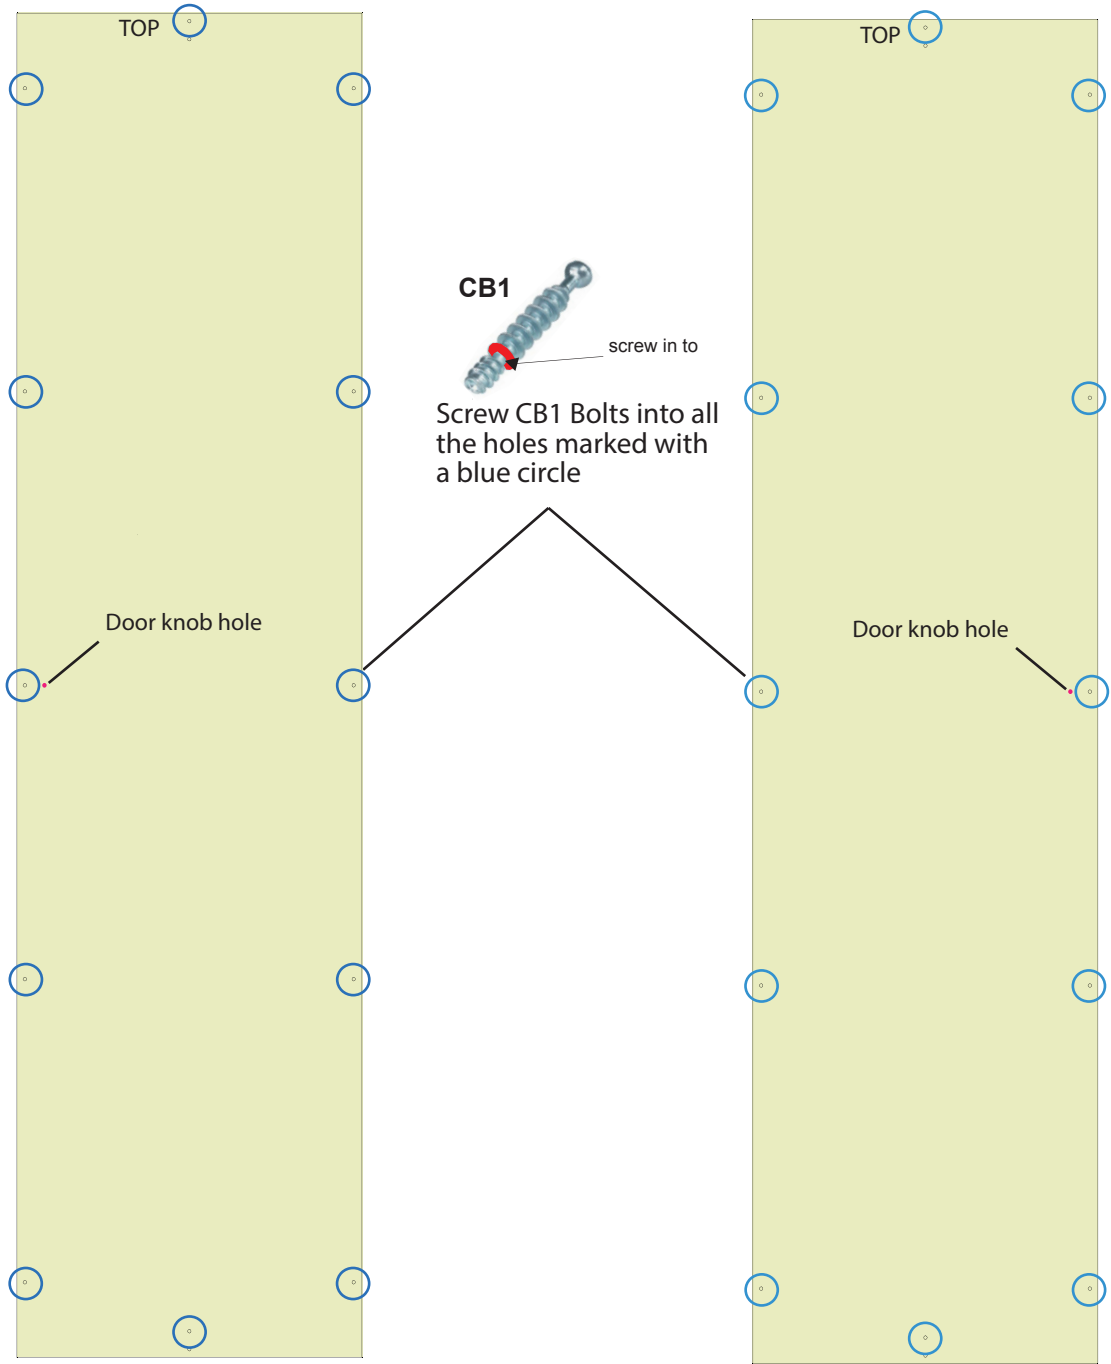 TOP
TOP
CB1
screw in to
Screw CB1 Bolts into all
the holes marked with
a blue circle
Door knob hole
Door knob hole